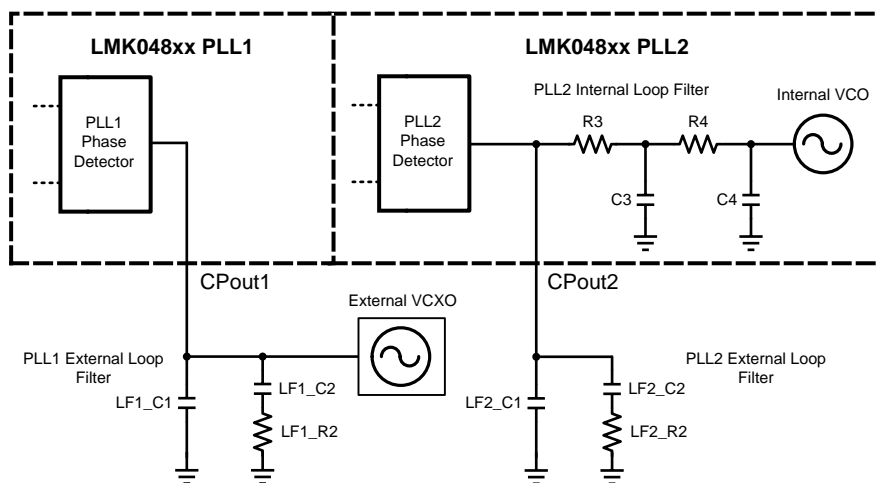 LMK048xx PLL1
LMK048xx PLL2
PLL1
Phase
Detector
PLL2
Phase
Detector
PLL2 Internal Loop Filter
Internal VCO
R3
R4
C3
C4
CPout1
CPout2
External VCXO
PLL1 External Loop
Filter
LF1_C1
LF1_C2
LF1_R2
LF2_C1
LF2_C2
LF2_R2
PLL2 External Loop
Filter